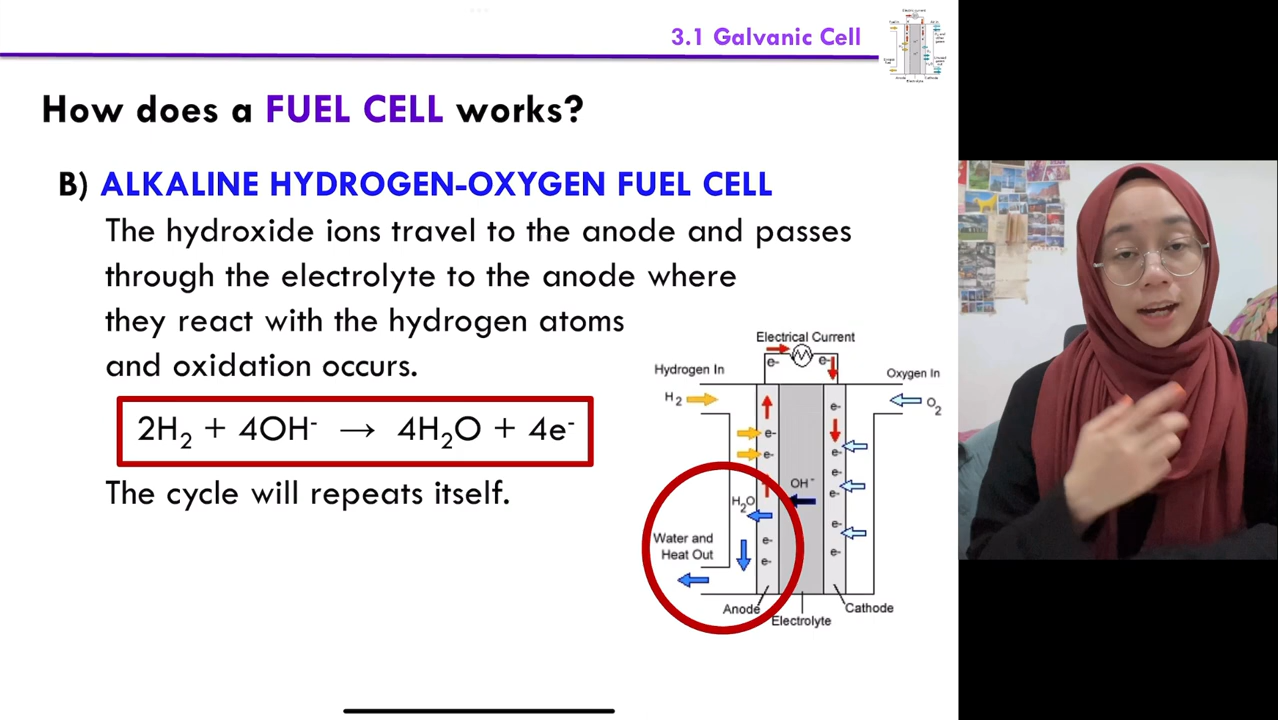 3.1 Galvanic Cell
How does a FUEL CELL works?
B) ALKALINE HYDROGEN-OXYGEN FUEL CELL
The hydroxide ions travel to the anode and passes
through the electrolyte to the anode where
they react with the hydrogen atoms
and oxidation occurs.
2H₂ + 4OH⁻ → 4H₂O + 4e⁻
The cycle will repeats itself.
Electrical Current
e-
e-
Hydrogen In
Oxygen In
H₂
O₂
e-
e-
e-
e-
e-
e-
OH⁻
H₂O
e-
Water and
Heat Out
e-
e-
e-
Anode
Cathode
Electrolyte